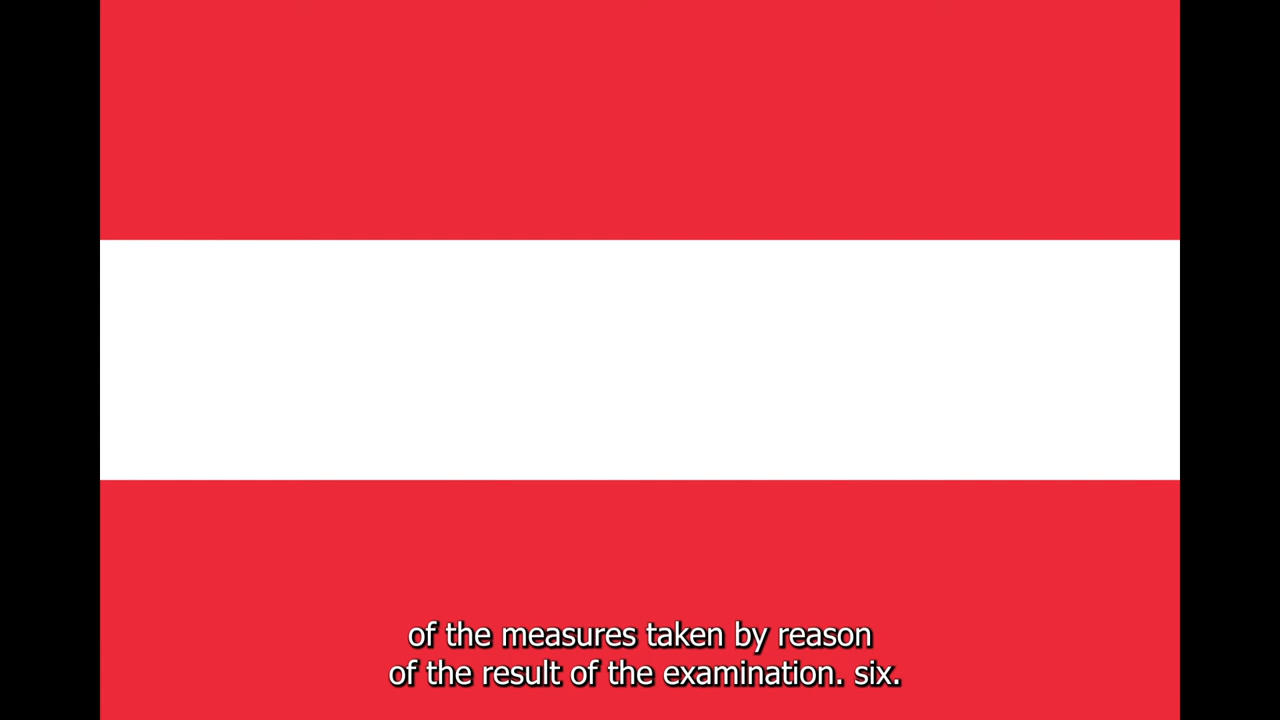 of the measures taken by reason
of the result of the examination. six.